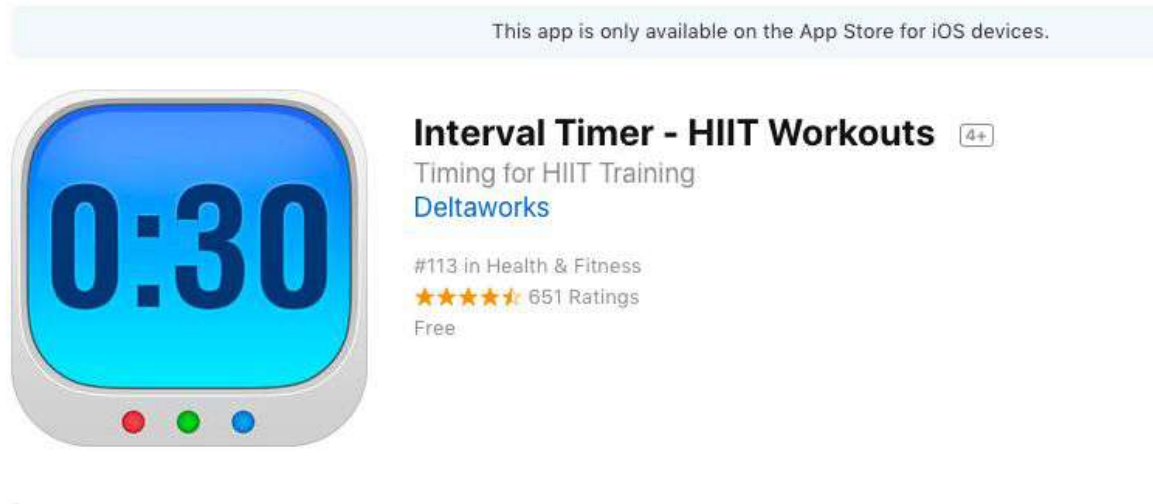 This app is only available on the App Store for iOS devices.
0:30
Interval Timer - HIIT Workouts 4+
Timing for HIIT Training
Deltaworks
#113 in Health & Fitness
651 Ratings
Free